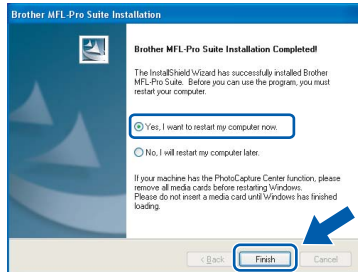 Brother MFL-Pro Suite Installation
Brother MFL-Pro Suite Installation Completed!
The InstallShield Wizard has successfully installed Brother
MFL-Pro Suite. Before you can use the program, you must
restart your computer.
Yes, I want to restart my computer now.
No, I will restart my computer later.
If your machine has the PhotoCapture Center function, please
remove all media cards before restarting Windows.
Please do not insert a media card until Windows has finished
loading.
< Back Finish Cancel